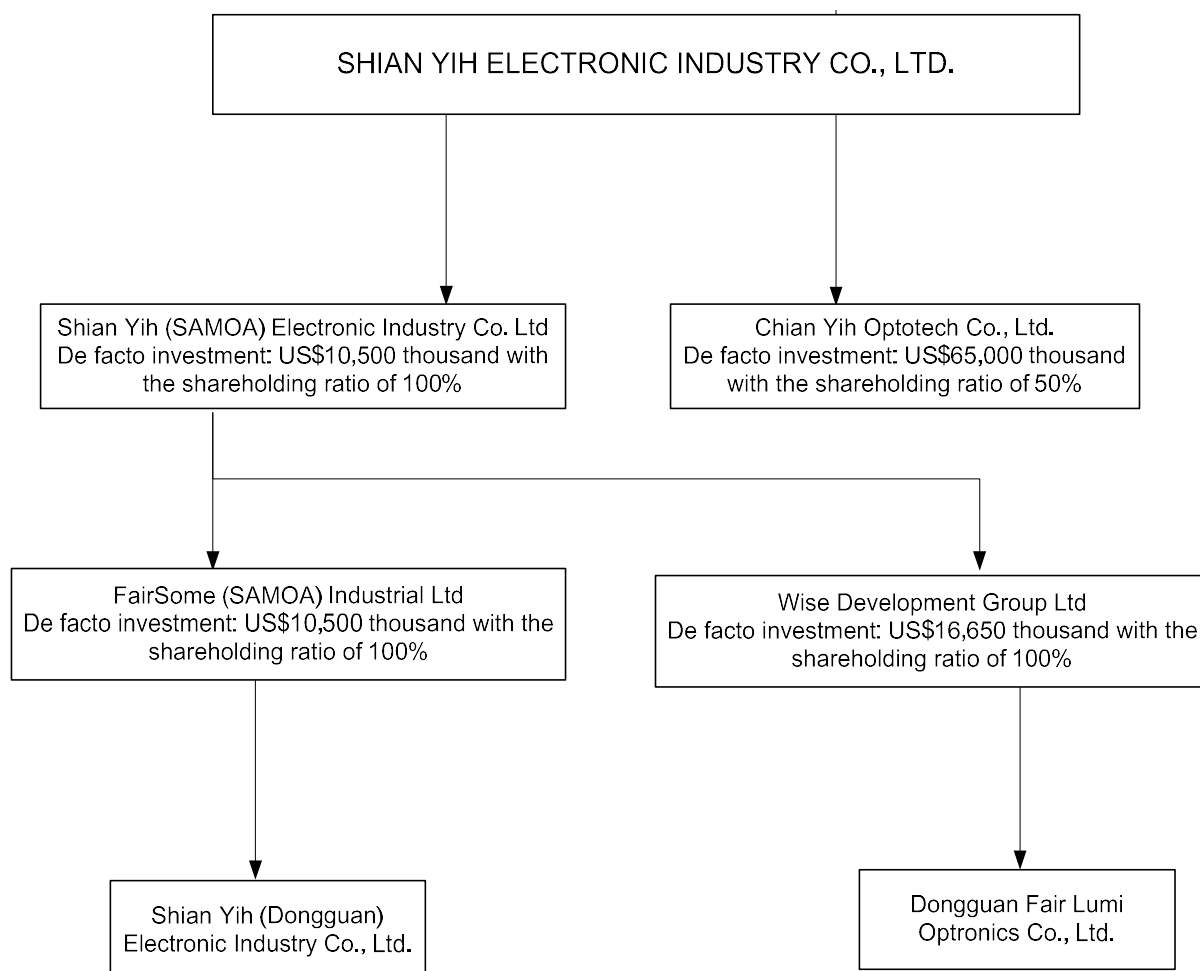 SHIAN YIH ELECTRONIC INDUSTRY CO., LTD.
Shian Yih (SAMOA) Electronic Industry Co. Ltd
De facto investment: US$10,500 thousand with
the shareholding ratio of 100%
Chian Yih Optotech Co., Ltd.
De facto investment: US$65,000 thousand
with the shareholding ratio of 50%
FairSome (SAMOA) Industrial Ltd
De facto investment: US$10,500 thousand with the
shareholding ratio of 100%
Wise Development Group Ltd
De facto investment: US$16,650 thousand with the
shareholding ratio of 100%
Shian Yih (Dongguan)
Electronic Industry Co., Ltd.
Dongguan Fair Lumi
Optronics Co., Ltd.